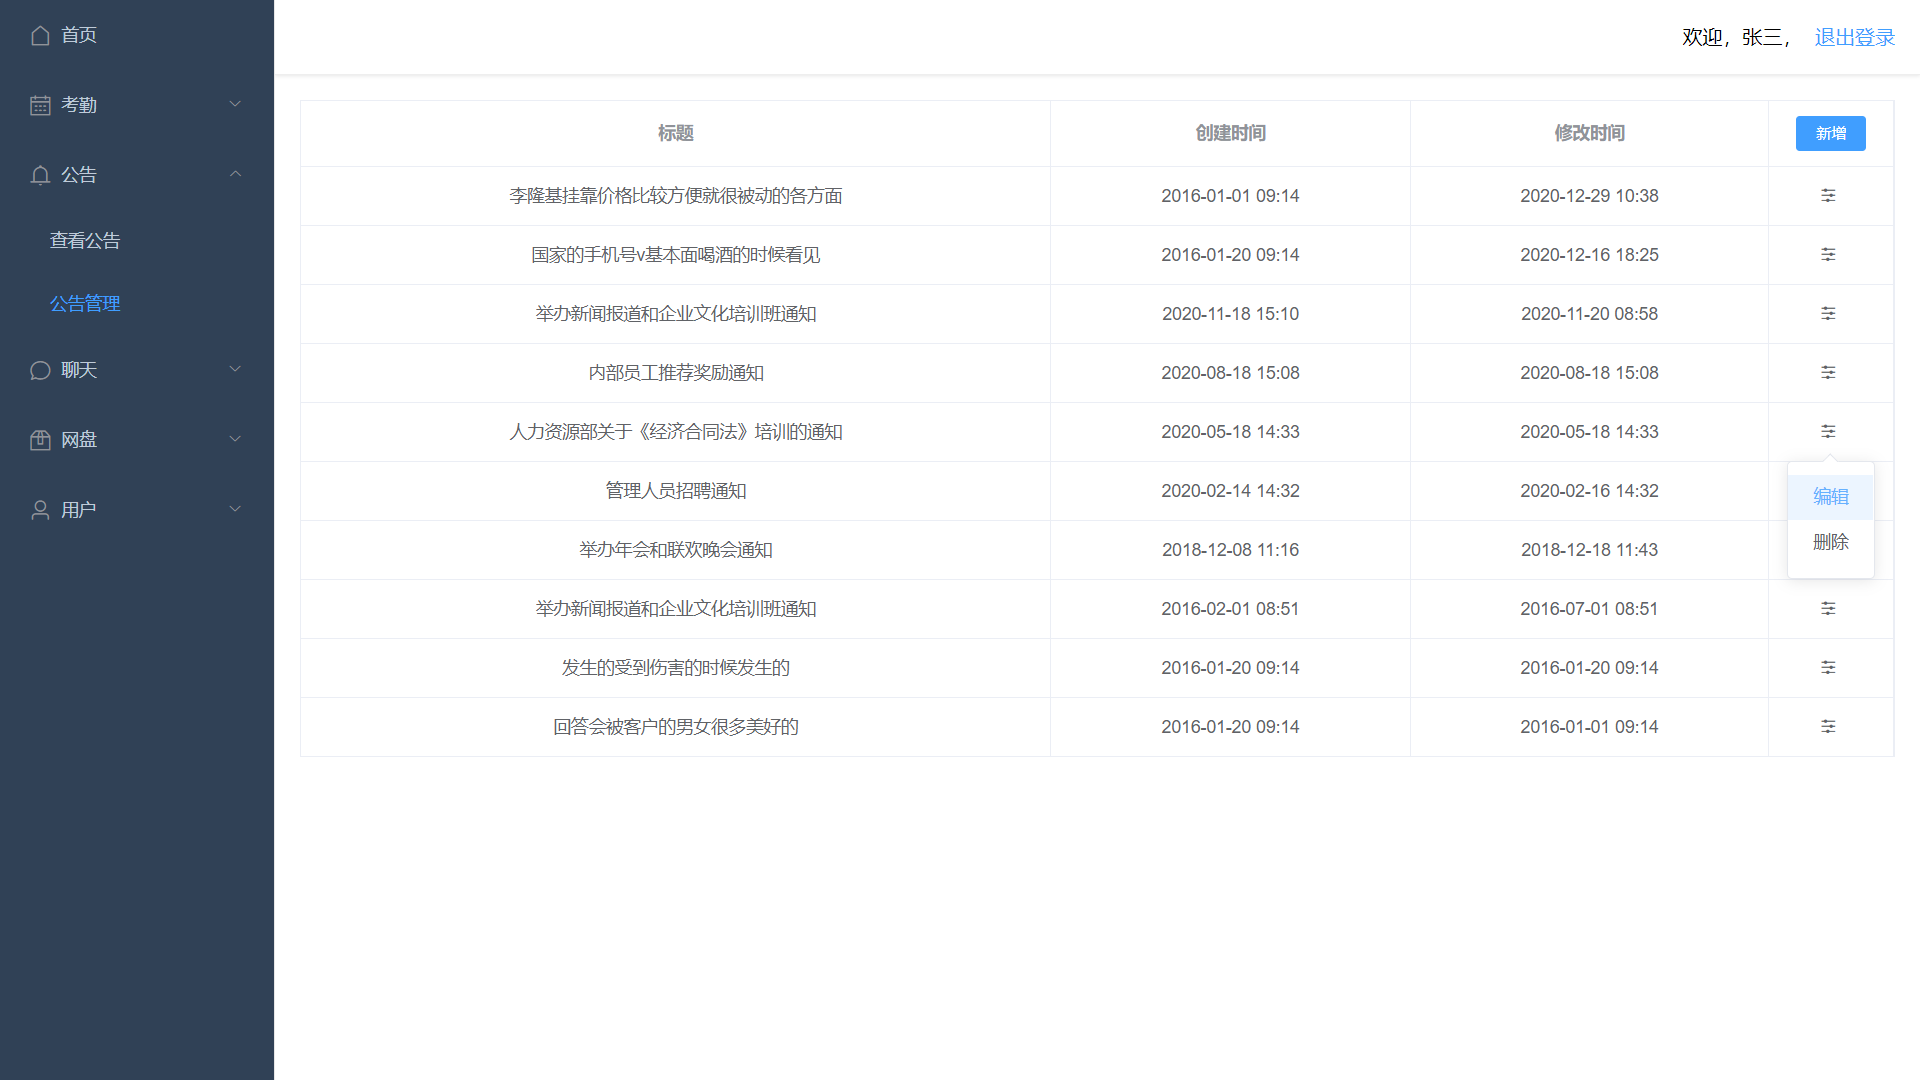 首页
考勤
公告
查看公告
公告管理
聊天
网盘
用户
欢迎，张三， 退出登录
标题 创建时间 修改时间 新增
李隆基挂靠价格比较方便就很被动的各方面 2016-01-01 09:14 2020-12-29 10:38
国家的手机号v基本面喝酒的时候看见 2016-01-20 09:14 2020-12-16 18:25
举办新闻报道和企业文化培训班通知 2020-11-18 15:10 2020-11-20 08:58
内部员工推荐奖励通知 2020-08-18 15:08 2020-08-18 15:08
人力资源部关于《经济合同法》培训的通知 2020-05-18 14:33 2020-05-18 14:33
管理人员招聘通知 2020-02-14 14:32 2020-02-16 14:32
编辑
举办年会和联欢晚会通知 2018-12-08 11:16 2018-12-18 11:43
删除
举办新闻报道和企业文化培训班通知 2016-02-01 08:51 2016-07-01 08:51
发生的受到伤害的时候发生的 2016-01-20 09:14 2016-01-20 09:14
回答会被客户的男女很多美好的 2016-01-20 09:14 2016-01-01 09:14